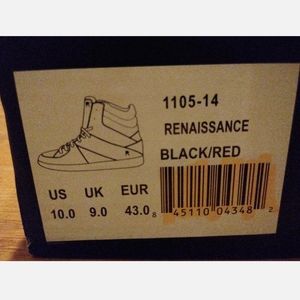 1105-14
RENAISSANCE
BLACK/RED
US UK EUR
10.0 9.0 43.0
8 45110 04348 2